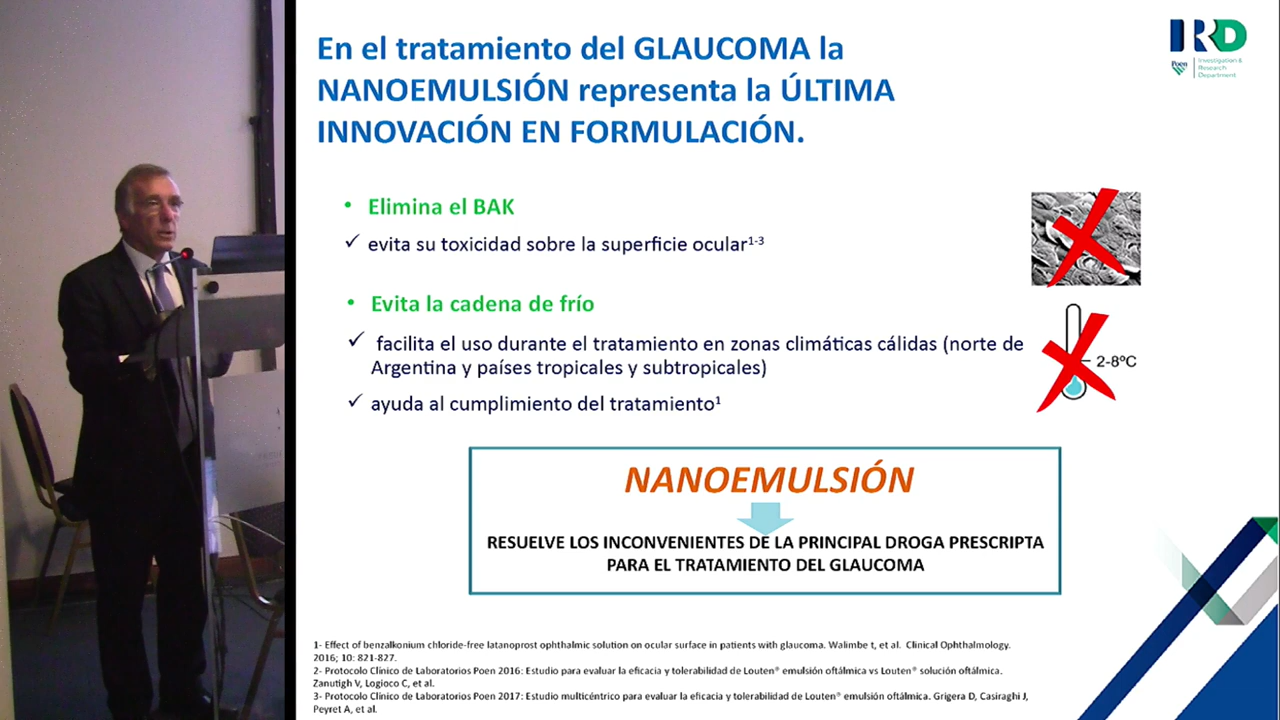 En el tratamiento del GLAUCOMA la
NANOEMULSIÓN representa la ÚLTIMA
INNOVACIÓN EN FORMULACIÓN.
IRD
Poen
Investigation &
Research
Department
• Elimina el BAK
✓ evita su toxicidad sobre la superficie ocular¹⁻³
• Evita la cadena de frío
✓ facilita el uso durante el tratamiento en zonas climáticas cálidas (norte de
Argentina y países tropicales y subtropicales)
2-8ºC
✓ ayuda al cumplimiento del tratamiento¹
NANOEMULSIÓN
RESUELVE LOS INCONVENIENTES DE LA PRINCIPAL DROGA PRESCRIPTA
PARA EL TRATAMIENTO DEL GLAUCOMA
1- Effect of benzalkonium chloride-free latanoprost ophthalmic solution on ocular surface in patients with glaucoma. Walimbe t, et al. Clinical Ophthalmology.
2016; 10: 821-827.
2- Protocolo Clínico de Laboratorios Poen 2016: Estudio para evaluar la eficacia y tolerabilidad de Louten® emulsión oftálmica vs Louten® solución oftálmica.
Zanutigh V, Logioco C, et al.
3- Protocolo Clínico de Laboratorios Poen 2017: Estudio multicéntrico para evaluar la eficacia y tolerabilidad de Louten® emulsión oftálmica. Grigera D, Casiraghi J,
Peyret A, et al.